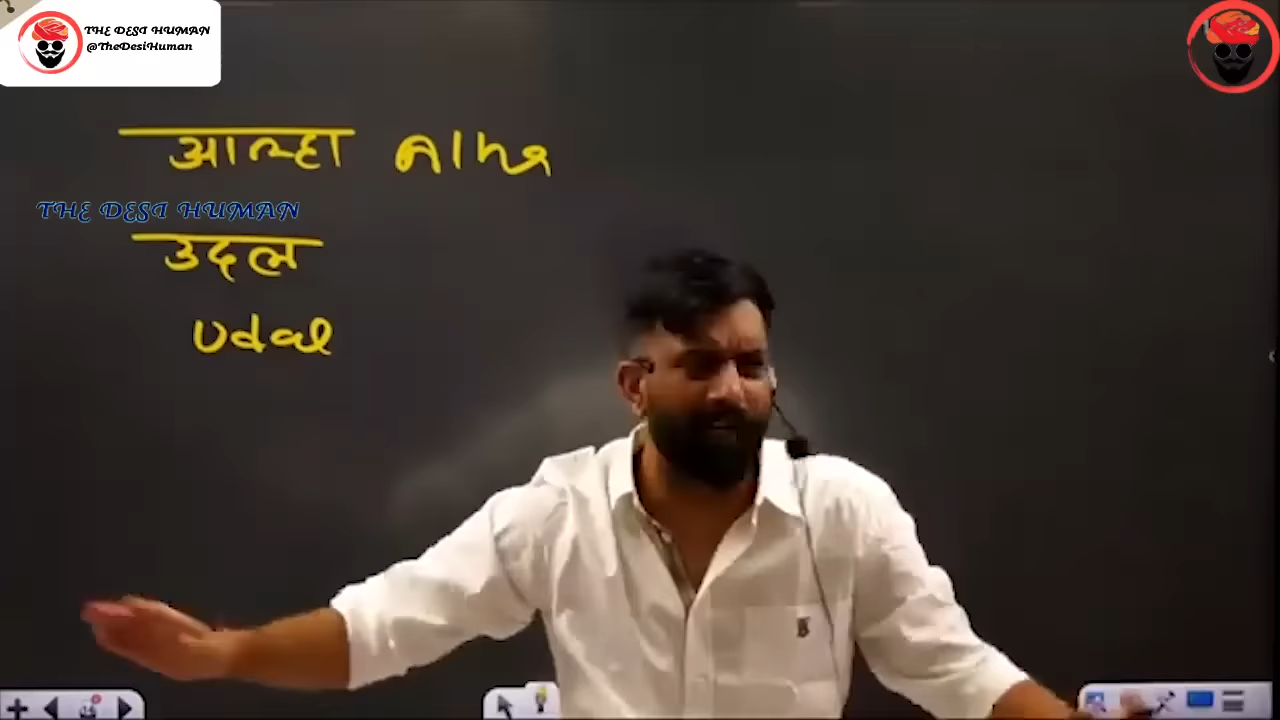 THE DESI HUMAN
@TheDesiHuman
आल्हा Alha
THE DESI HUMAN
उदल
Udal